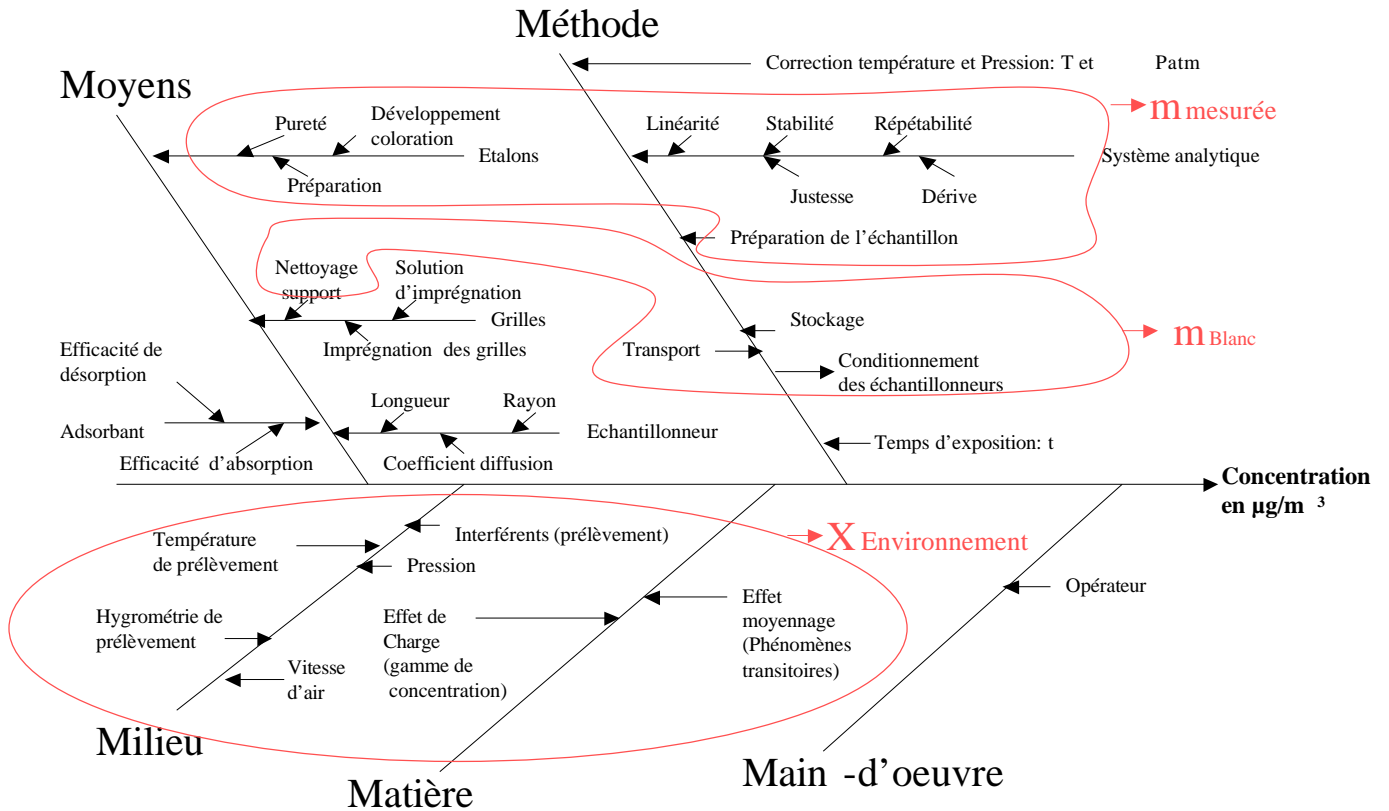 Méthode
Correction température et Pression: T et Patm
Moyens
m mesurée
Développement
coloration
Pureté
Etalons
Préparation
Linéarité
Stabilité
Répétabilité
Système analytique
Justesse
Dérive
Préparation de l’échantillon
Nettoyage
support
Solution
d’imprégnation
Grilles
Imprégnation des grilles
Stockage
Transport
m Blanc
Conditionnement
des échantillonneurs
Efficacité de
désorption
Adsorbant
Efficacité d’absorption
Longueur
Rayon
Echantillonneur
Coefficient diffusion
Temps d’exposition: t
Concentration
en µg/m 3
Interférents (prélèvement)
X Environnement
Température
de prélèvement
Pression
Opérateur
Hygrométrie de
prélèvement
Effet de
Charge
(gamme de
concentration)
Effet
moyennage
(Phénomènes
transitoires)
Vitesse
d’air
Milieu
Matière
Main -d’oeuvre